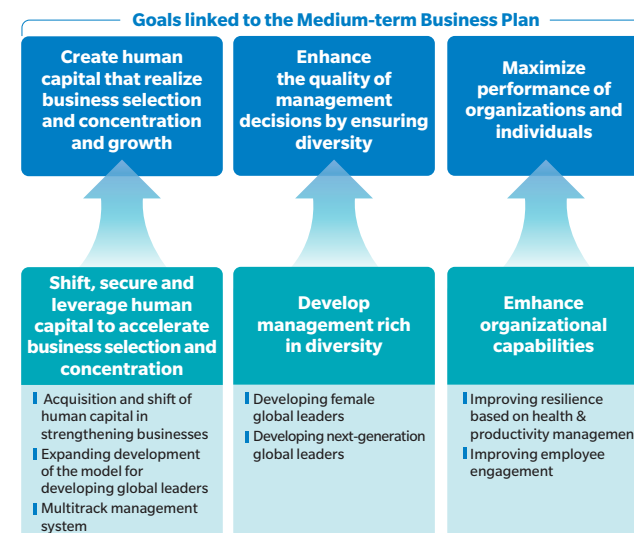 Goals linked to the Medium-term Business Plan
Create human
capital that realize
business selection
and concentration
and growth
Enhance
the quality of
management
decisions by ensuring
diversity
Maximize
performance of
organizations and
individuals
Shift, secure and
leverage human
capital to accelerate
business selection and
concentration
Acquisition and shift of
human capital in
strengthening businesses
Expanding development
of the model for
developing global leaders
Multitrack management
system
Develop
management rich
in diversity
Developing female
global leaders
Developing next-generation
global leaders
Emhance
organizational
capabilities
Improving resilience
based on health &
productivity management
Improving employee
engagement